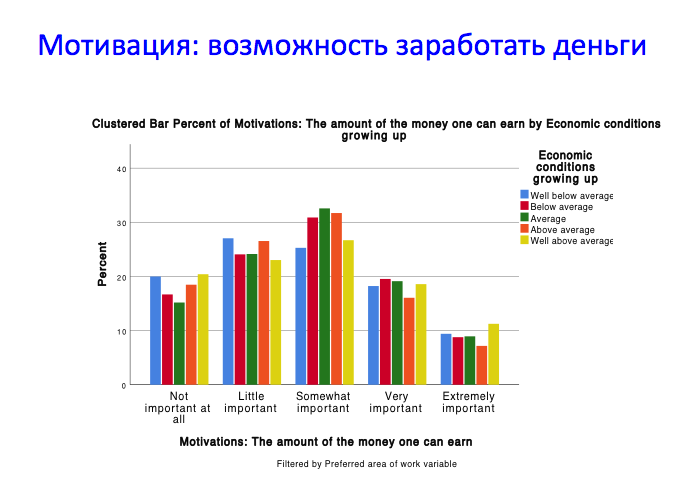 Мотивация: возможность заработать деньги
Clustered Bar Percent of Motivations: The amount of the money one can earn by Economic conditions
growing up
Economic
conditions
growing up
Well below average
Below average
Average
Above average
Well above average
Percent
40
30
20
10
0
Not
important at
all
Little
important
Somewhat
important
Very
important
Extremely
important
Motivations: The amount of the money one can earn
Filtered by Preferred area of work variable